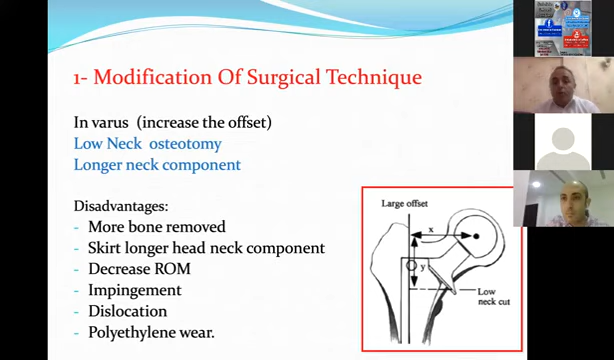 1- Modification Of Surgical Technique
In varus (increase the offset)
Low Neck osteotomy
Longer neck component
Disadvantages:
- More bone removed
- Skirt longer head neck component
- Decrease ROM
- Impingement
- Dislocation
- Polyethylene wear.
Large offset
x
y
Low
neck cut